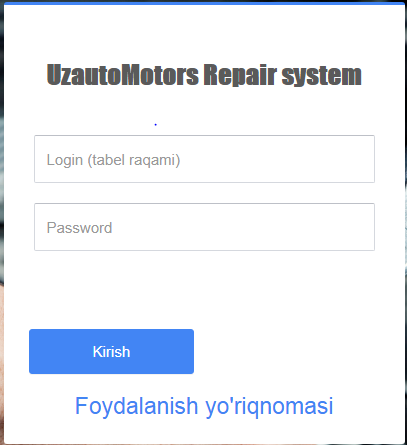 UzautoMotors Repair system
Login (tabel raqami)
Password
Kirish
Foydalanish yo'riqnomasi